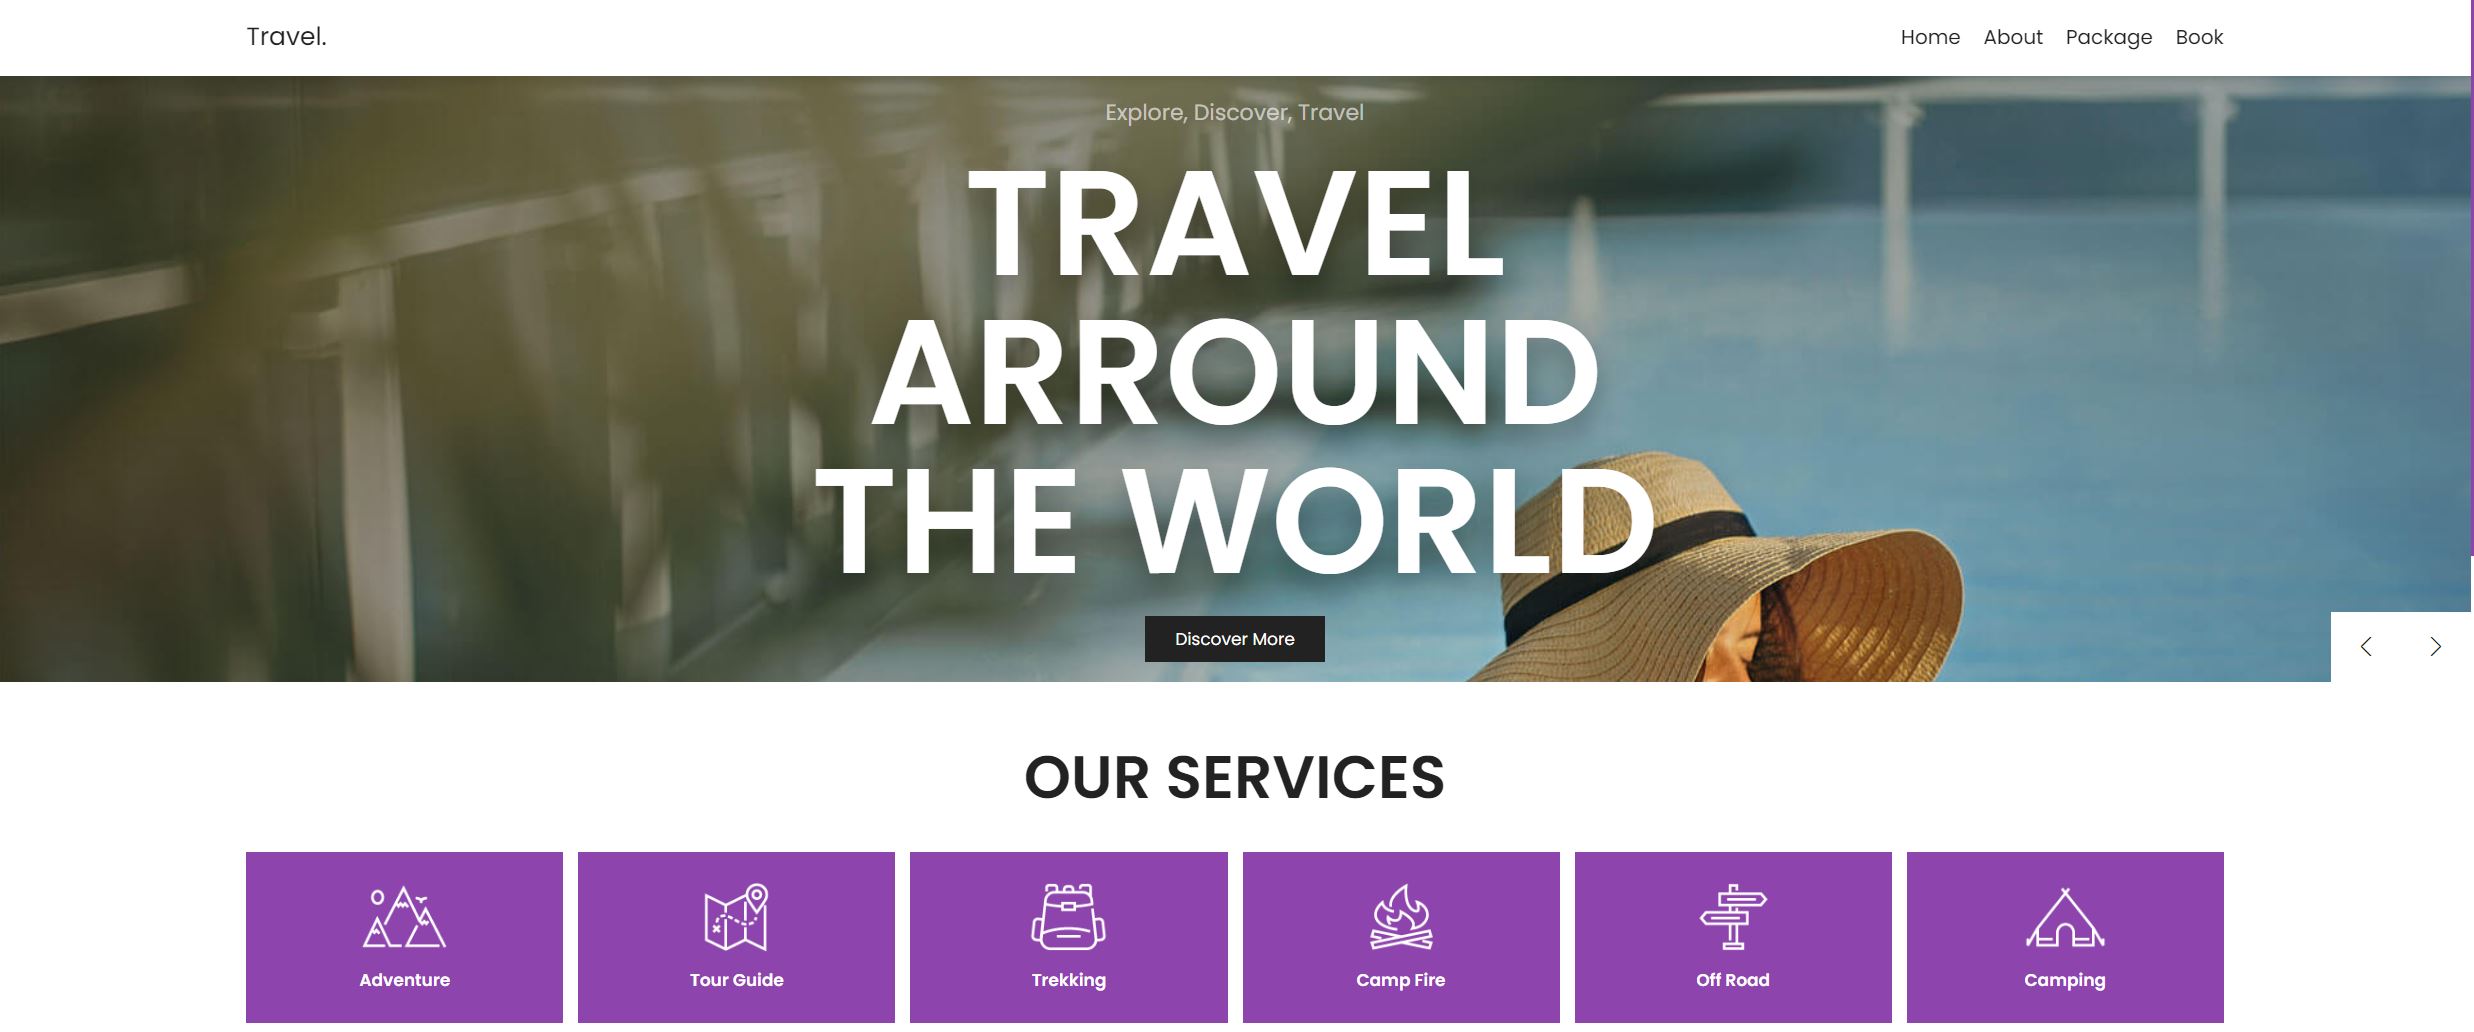 Travel.
Home About Package Book
Explore, Discover, Travel
TRAVEL
ARROUND
THE WORLD
Discover More
OUR SERVICES
Adventure
Tour Guide
Trekking
Camp Fire
Off Road
Camping